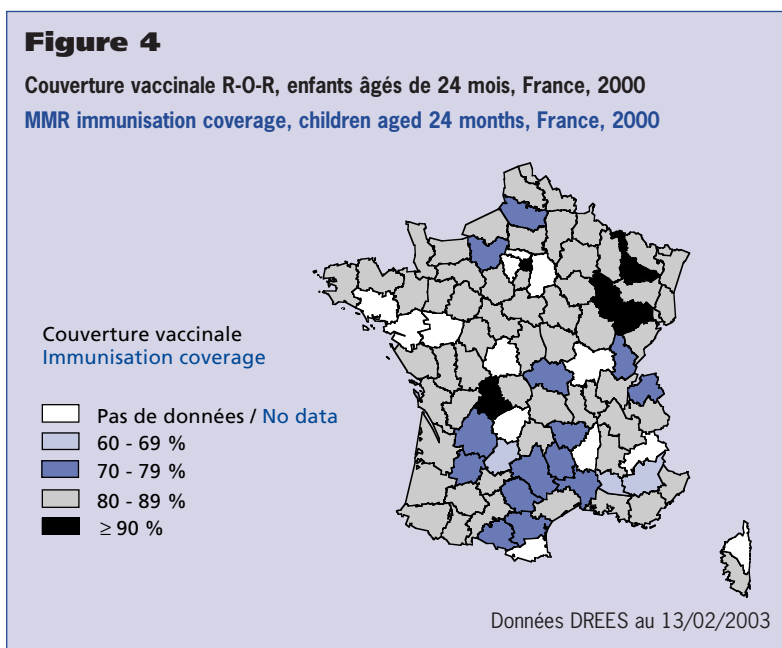 Figure 4
Couverture vaccinale R-O-R, enfants âgés de 24 mois, France, 2000
MMR immunisation coverage, children aged 24 months, France, 2000
Couverture vaccinale
Immunisation coverage
Pas de données / No data
60 - 69 %
70 - 79 %
80 - 89 %
≥ 90 %
Données DREES au 13/02/2003